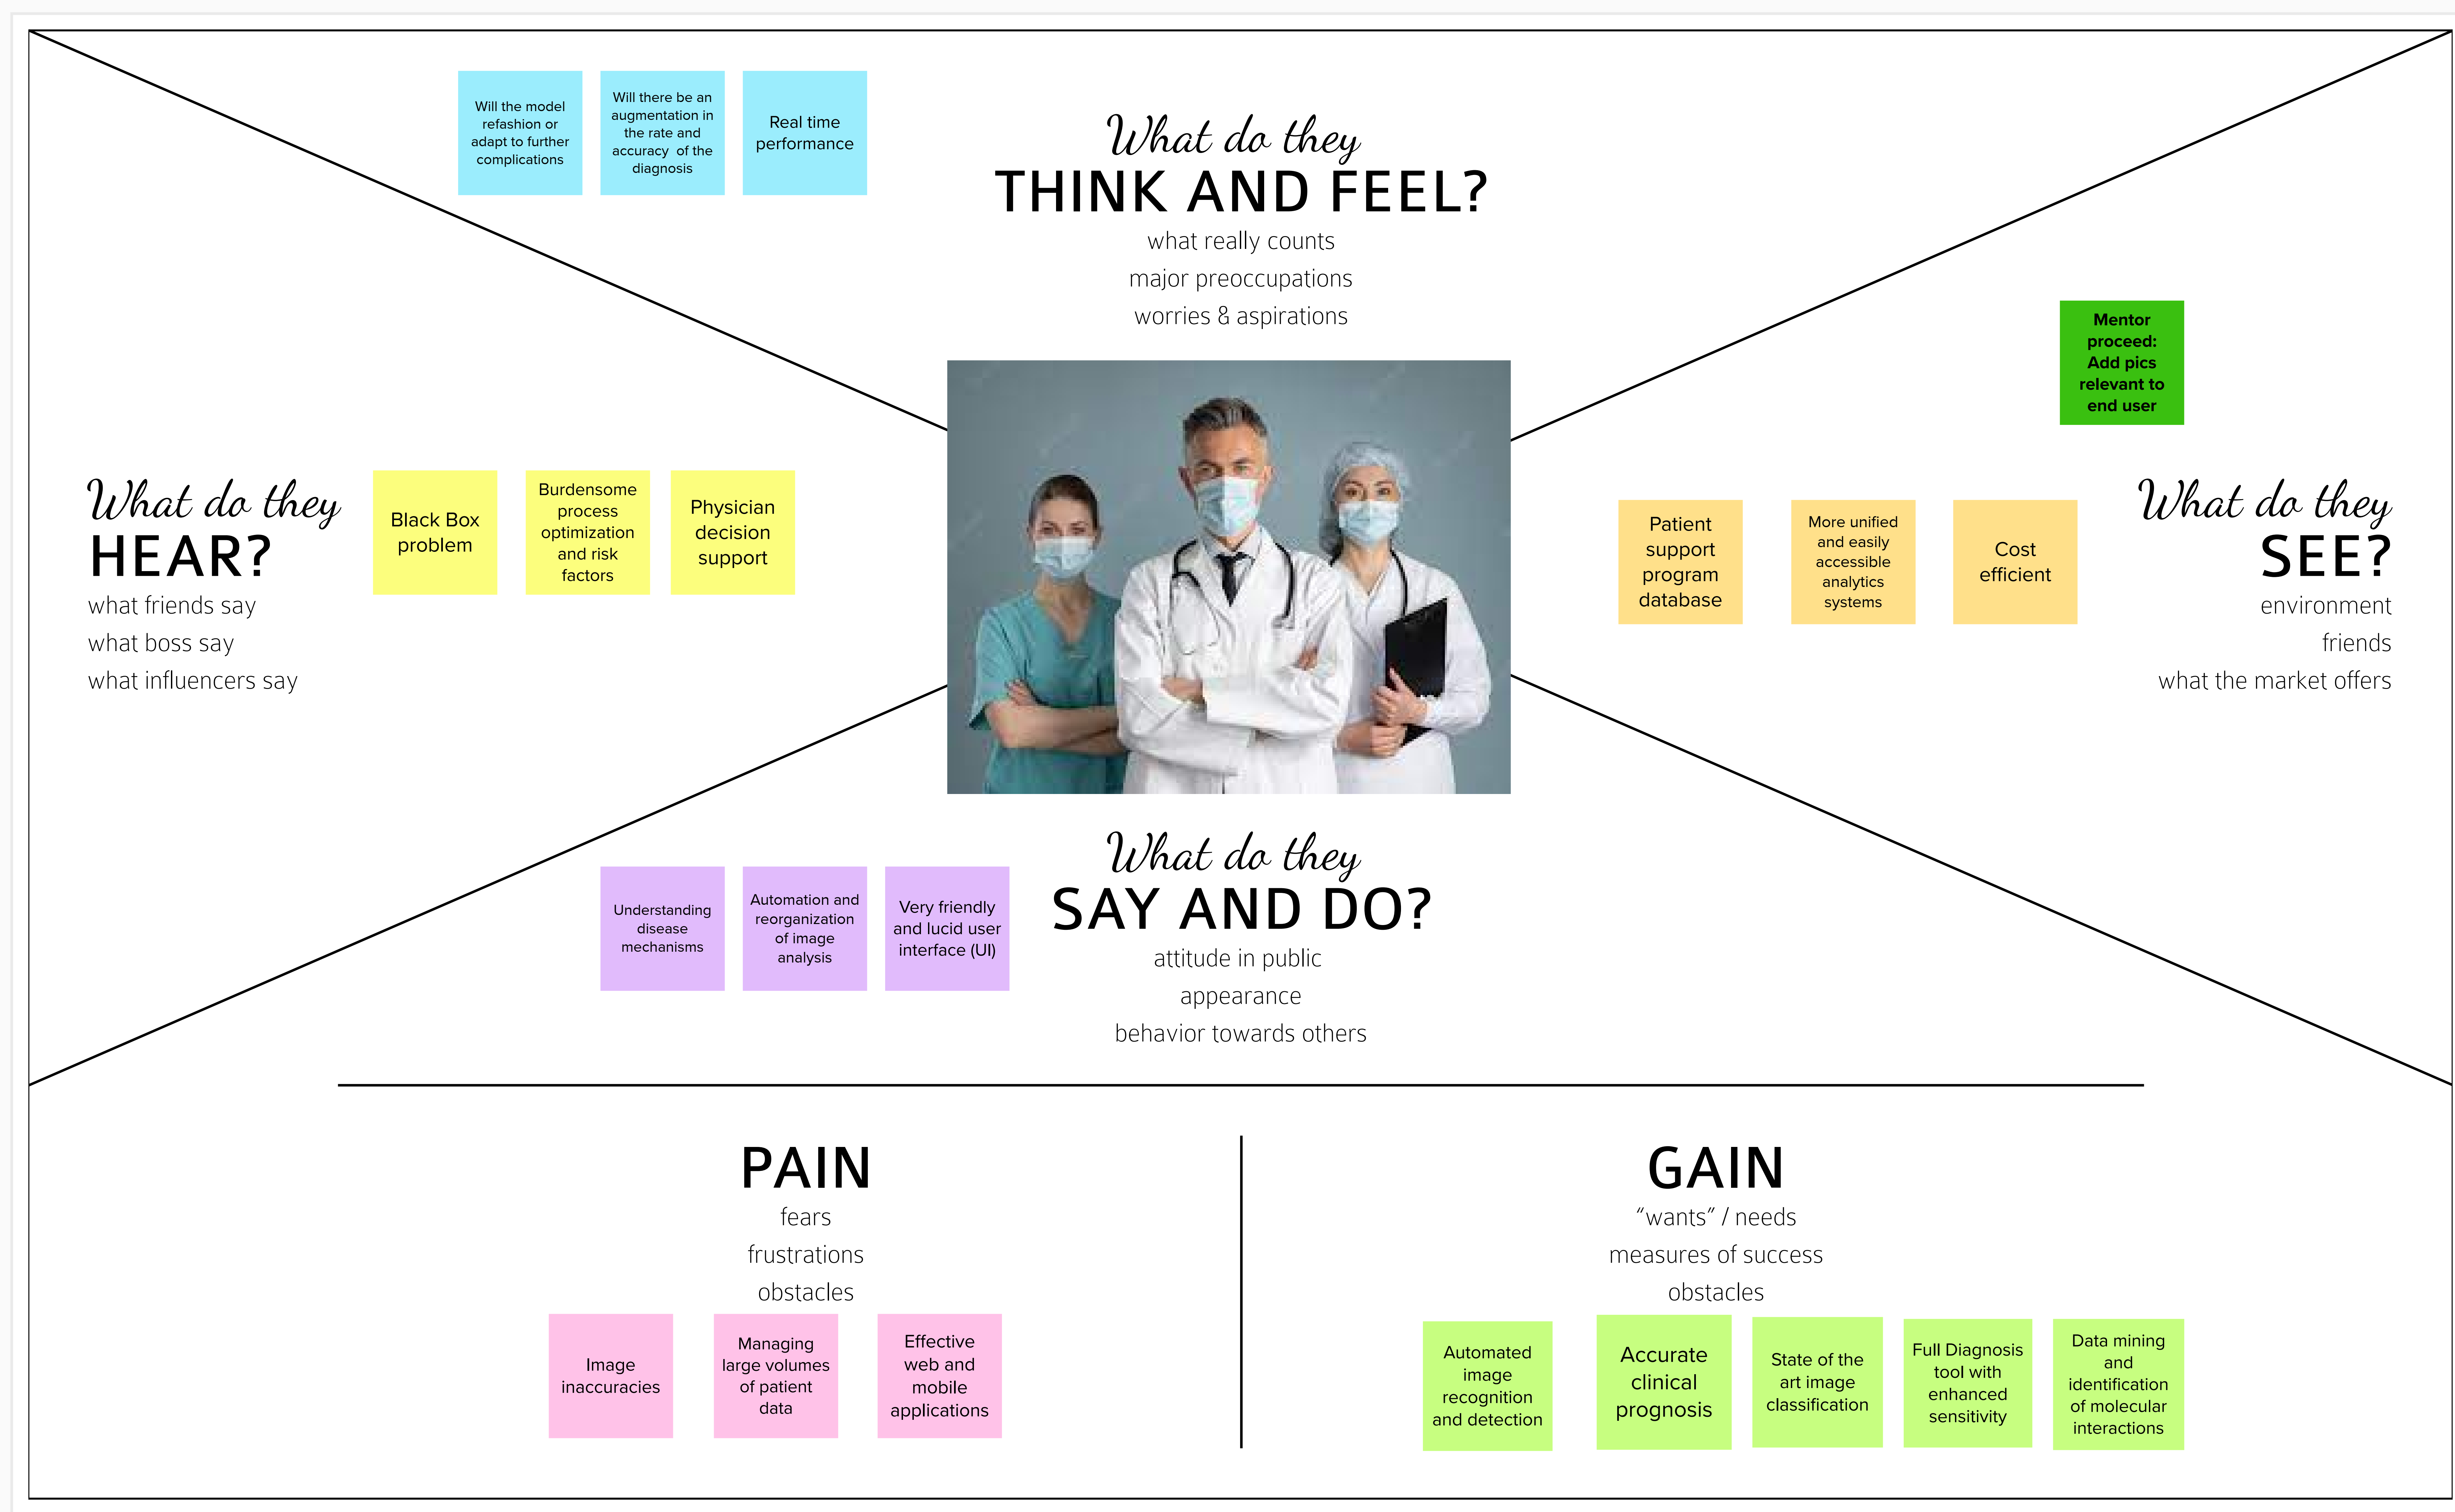 Will the model
refashion or
adapt to further
complications
Will there be an
augmentation in
the rate and
accuracy of the
diagnosis
Real time
performance
What do they
THINK AND FEEL?
what really counts
major preoccupations
worries & aspirations
Mentor
proceed:
Add pics
relevant to
end user
What do they
HEAR?
what friends say
what boss say
what influencers say
Black Box
problem
Burdensome
process
optimization
and risk
factors
Physician
decision
support
Patient
support
program
database
More unified
and easily
accessible
analytics
systems
Cost
efficient
What do they
SEE?
environment
friends
what the market offers
Understanding
disease
mechanisms
Automation and
reorganization
of image
analysis
Very friendly
and lucid user
interface (UI)
What do they
SAY AND DO?
attitude in public
appearance
behavior towards others
PAIN
fears
frustrations
obstacles
Image
inaccuracies
Managing
large volumes
of patient
data
Effective
web and
mobile
applications
GAIN
“wants” / needs
measures of success
obstacles
Automated
image
recognition
and detection
Accurate
clinical
prognosis
State of the
art image
classification
Full Diagnosis
tool with
enhanced
sensitivity
Data mining
and
identification
of molecular
interactions